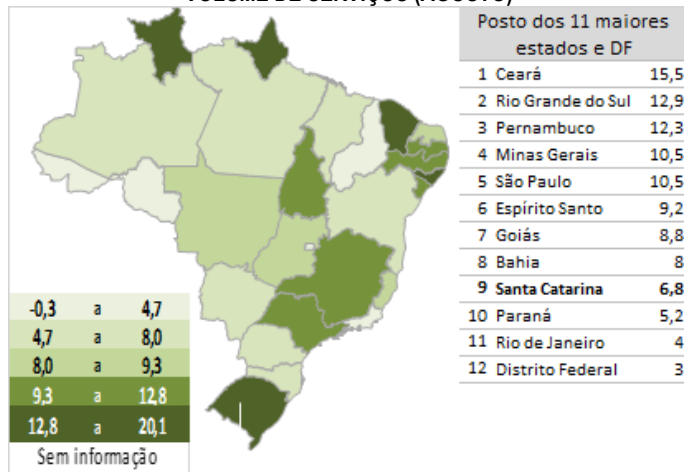 VOLUME DE SERVIÇOS (AGOSTO)
Posto dos 11 maiores
estados e DF
1 Ceará 15,5
2 Rio Grande do Sul 12,9
3 Pernambuco 12,3
4 Minas Gerais 10,5
5 São Paulo 10,5
6 Espírito Santo 9,2
7 Goiás 8,8
8 Bahia 8
9 Santa Catarina 6,8
10 Paraná 5,2
11 Rio de Janeiro 4
12 Distrito Federal 3
-0,3 a 4,7
4,7 a 8,0
8,0 a 9,3
9,3 a 12,8
12,8 a 20,1
Sem informação